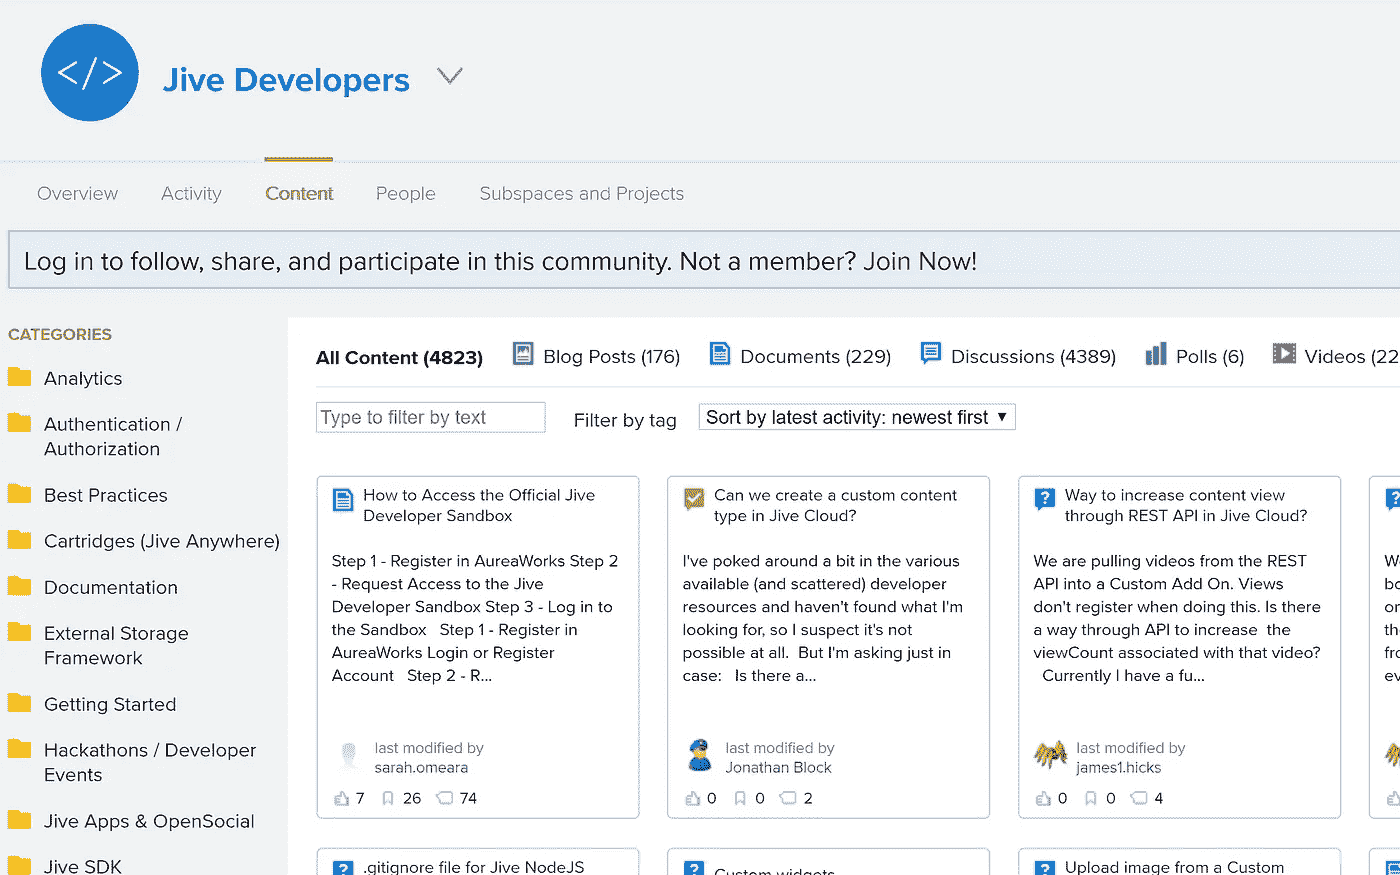 </>
Jive Developers
Overview Activity Content People Subspaces and Projects
Log in to follow, share, and participate in this community. Not a member? Join Now!
CATEGORIES
Analytics
Authentication /
Authorization
Best Practices
Cartridges (Jive Anywhere)
Documentation
External Storage
Framework
Getting Started
Hackathons / Developer
Events
Jive Apps & OpenSocial
Jive SDK
All Content (4823) Blog Posts (176) Documents (229) Discussions (4389) Polls (6) Videos (22
Type to filter by text Filter by tag Sort by latest activity: newest first ▼
How to Access the Official Jive
Developer Sandbox
Step 1 - Register in AureaWorks Step 2
- Request Access to the Jive
Developer Sandbox Step 3 - Log in to
the Sandbox Step 1 - Register in
AureaWorks Login or Register
Account Step 2 - R...
last modified by
sarah.omeara
7 26 74
Can we create a custom content
type in Jive Cloud?
I've poked around a bit in the various
available (and scattered) developer
resources and haven't found what I'm
looking for, so I suspect it's not
possible at all. But I'm asking just in
case: Is there a...
last modified by
Jonathan Block
0 0 2
Way to increase content view
through REST API in Jive Cloud?
We are pulling videos from the REST
API into a Custom Add On. Views
don't register when doing this. Is there
a way through API to increase the
viewCount associated with that video?
Currently I have a fu...
last modified by
james1.hicks
0 0 4
.gitignore file for Jive NodeJS
Custom widgets
Upload image from a Custom